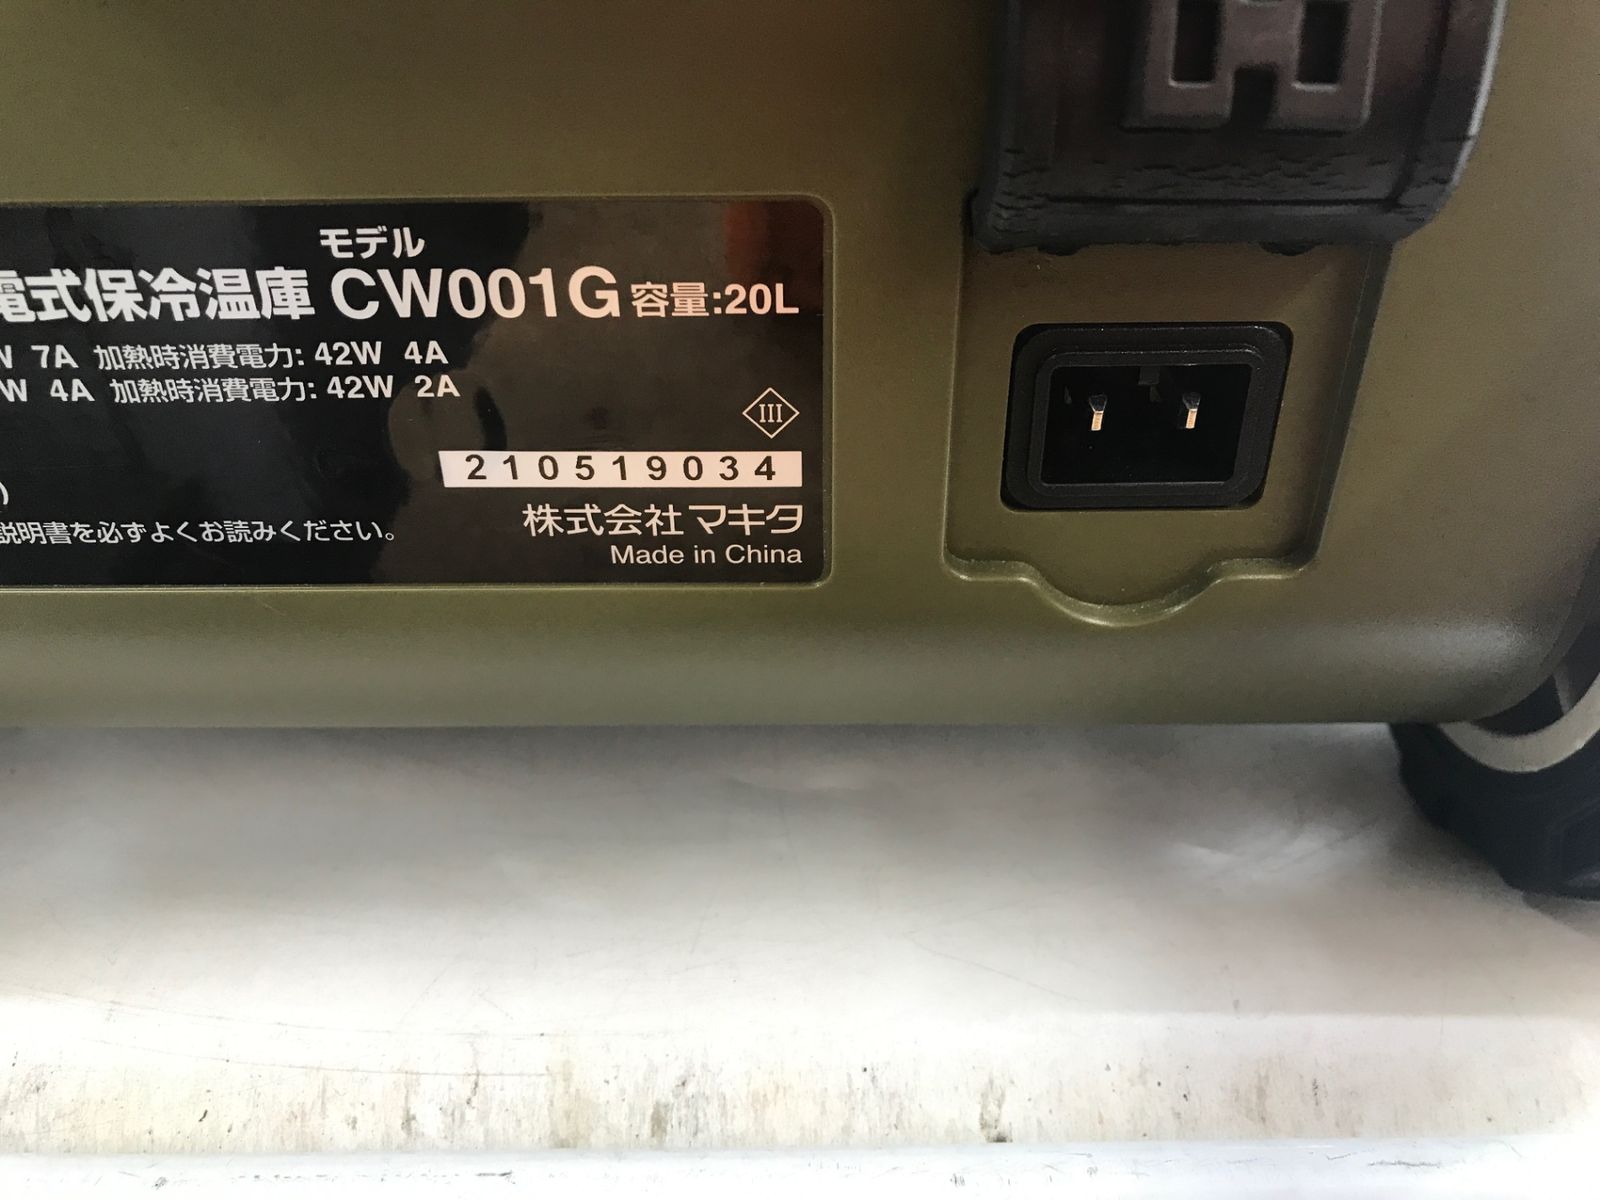 モデル
電式保冷温庫 CW001G 容量:20L
W 7A 加熱時消費電力: 42W 4A
W 4A 加熱時消費電力: 42W 2A
III
210519034
)
説明書を必ずよくお読みください。
株式会社マキタ
Made in China